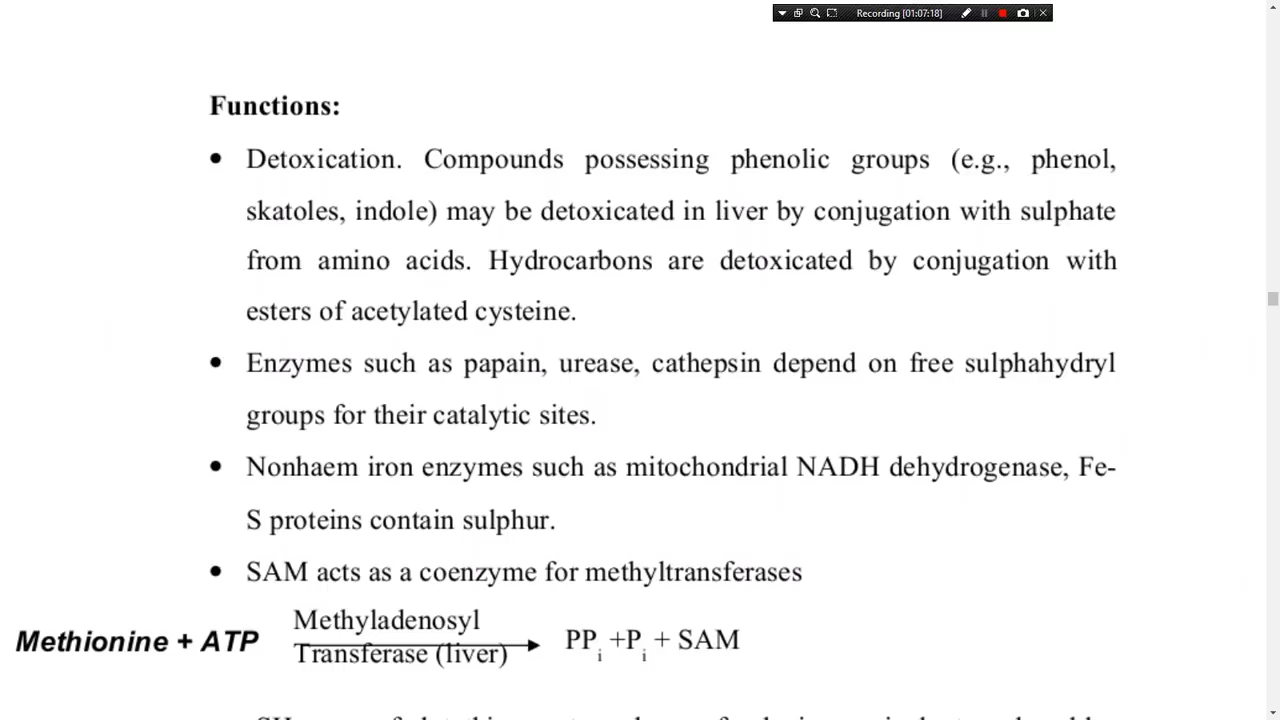 Recording [01:07:18]
Functions:
• Detoxication. Compounds possessing phenolic groups (e.g., phenol,
skatoles, indole) may be detoxicated in liver by conjugation with sulphate
from amino acids. Hydrocarbons are detoxicated by conjugation with
esters of acetylated cysteine.
• Enzymes such as papain, urease, cathepsin depend on free sulphahydryl
groups for their catalytic sites.
• Nonhaem iron enzymes such as mitochondrial NADH dehydrogenase, Fe-
S proteins contain sulphur.
• SAM acts as a coenzyme for methyltransferases
Methyladenosyl
Methionine + ATP Transferase (liver) PPi +Pi + SAM